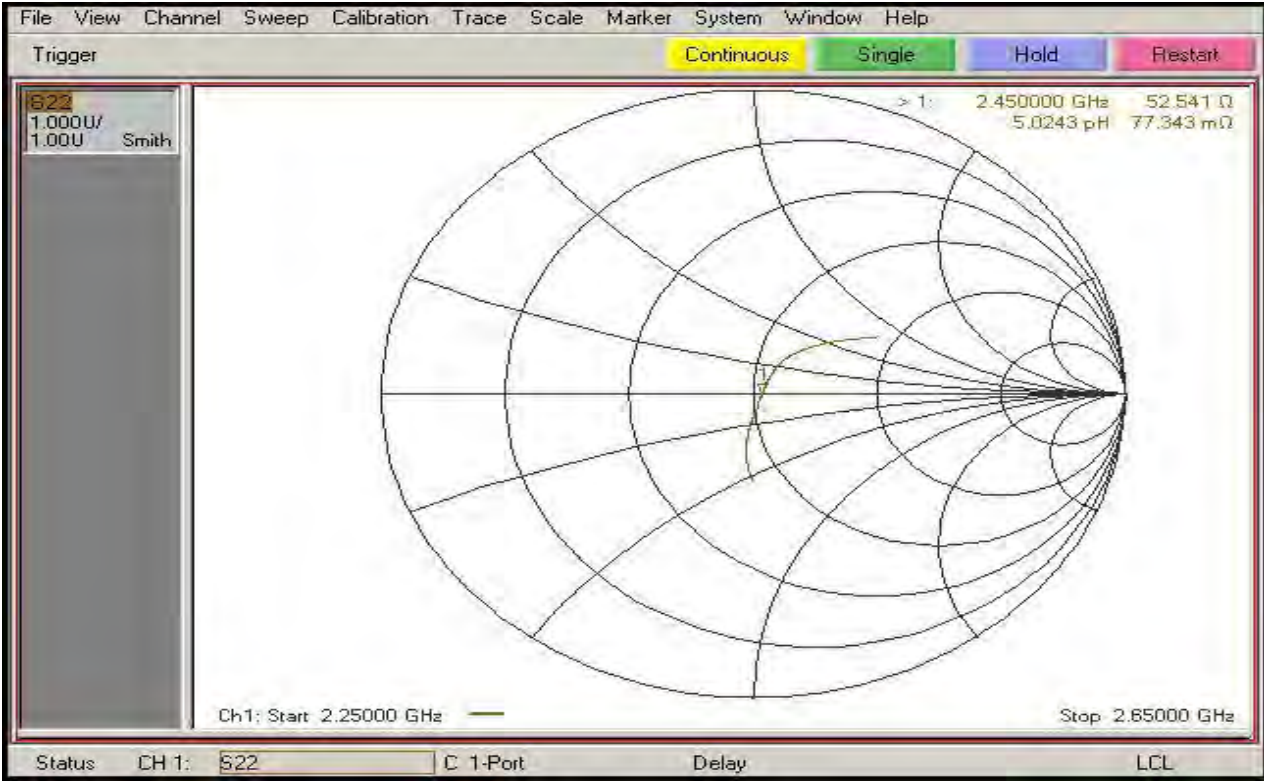 File View Channel Sweep Calibration Trace Scale Marker System Window Help
Trigger
Continuous Single Hold Restart
S22
1.000U/
1.00U Smith
> 1: 2.450000 GHz 52.541 Ω
5.0243 pH 77.343 mΩ
1
Ch1: Start 2.25000 GHz
Stop 2.65000 GHz
Status CH 1: S22 C 1-Port Delay LCL